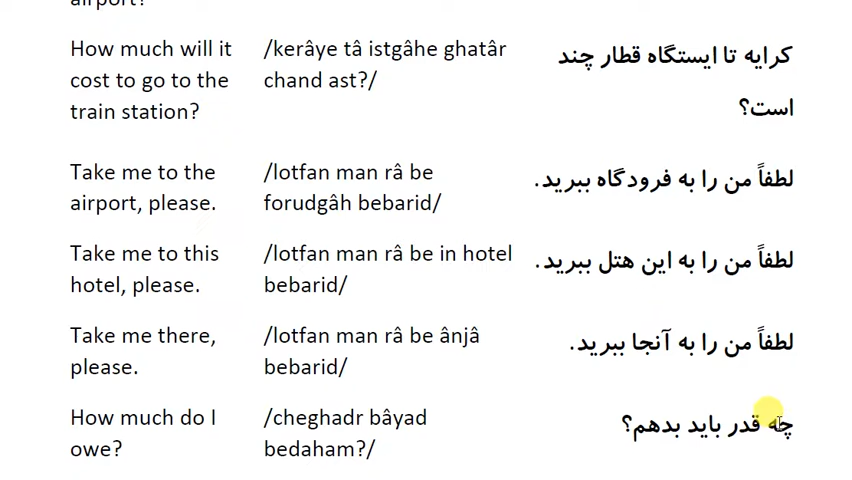 airport?
How much will it
cost to go to the
train station?
/kerâye tâ istgâhe ghatâr
chand ast?/
کرایه تا ایستگاه قطار چند
است؟
Take me to the
airport, please.
/lotfan man râ be
forudgâh bebarid/
لطفاً من را به فرودگاه ببرید.
Take me to this
hotel, please.
/lotfan man râ be in hotel
bebarid/
لطفاً من را به این هتل ببرید.
Take me there,
please.
/lotfan man râ be ânjâ
bebarid/
لطفاً من را به آنجا ببرید.
How much do I
owe?
/cheghadr bâyad
bedaham?/
چه قدر باید بدهم؟